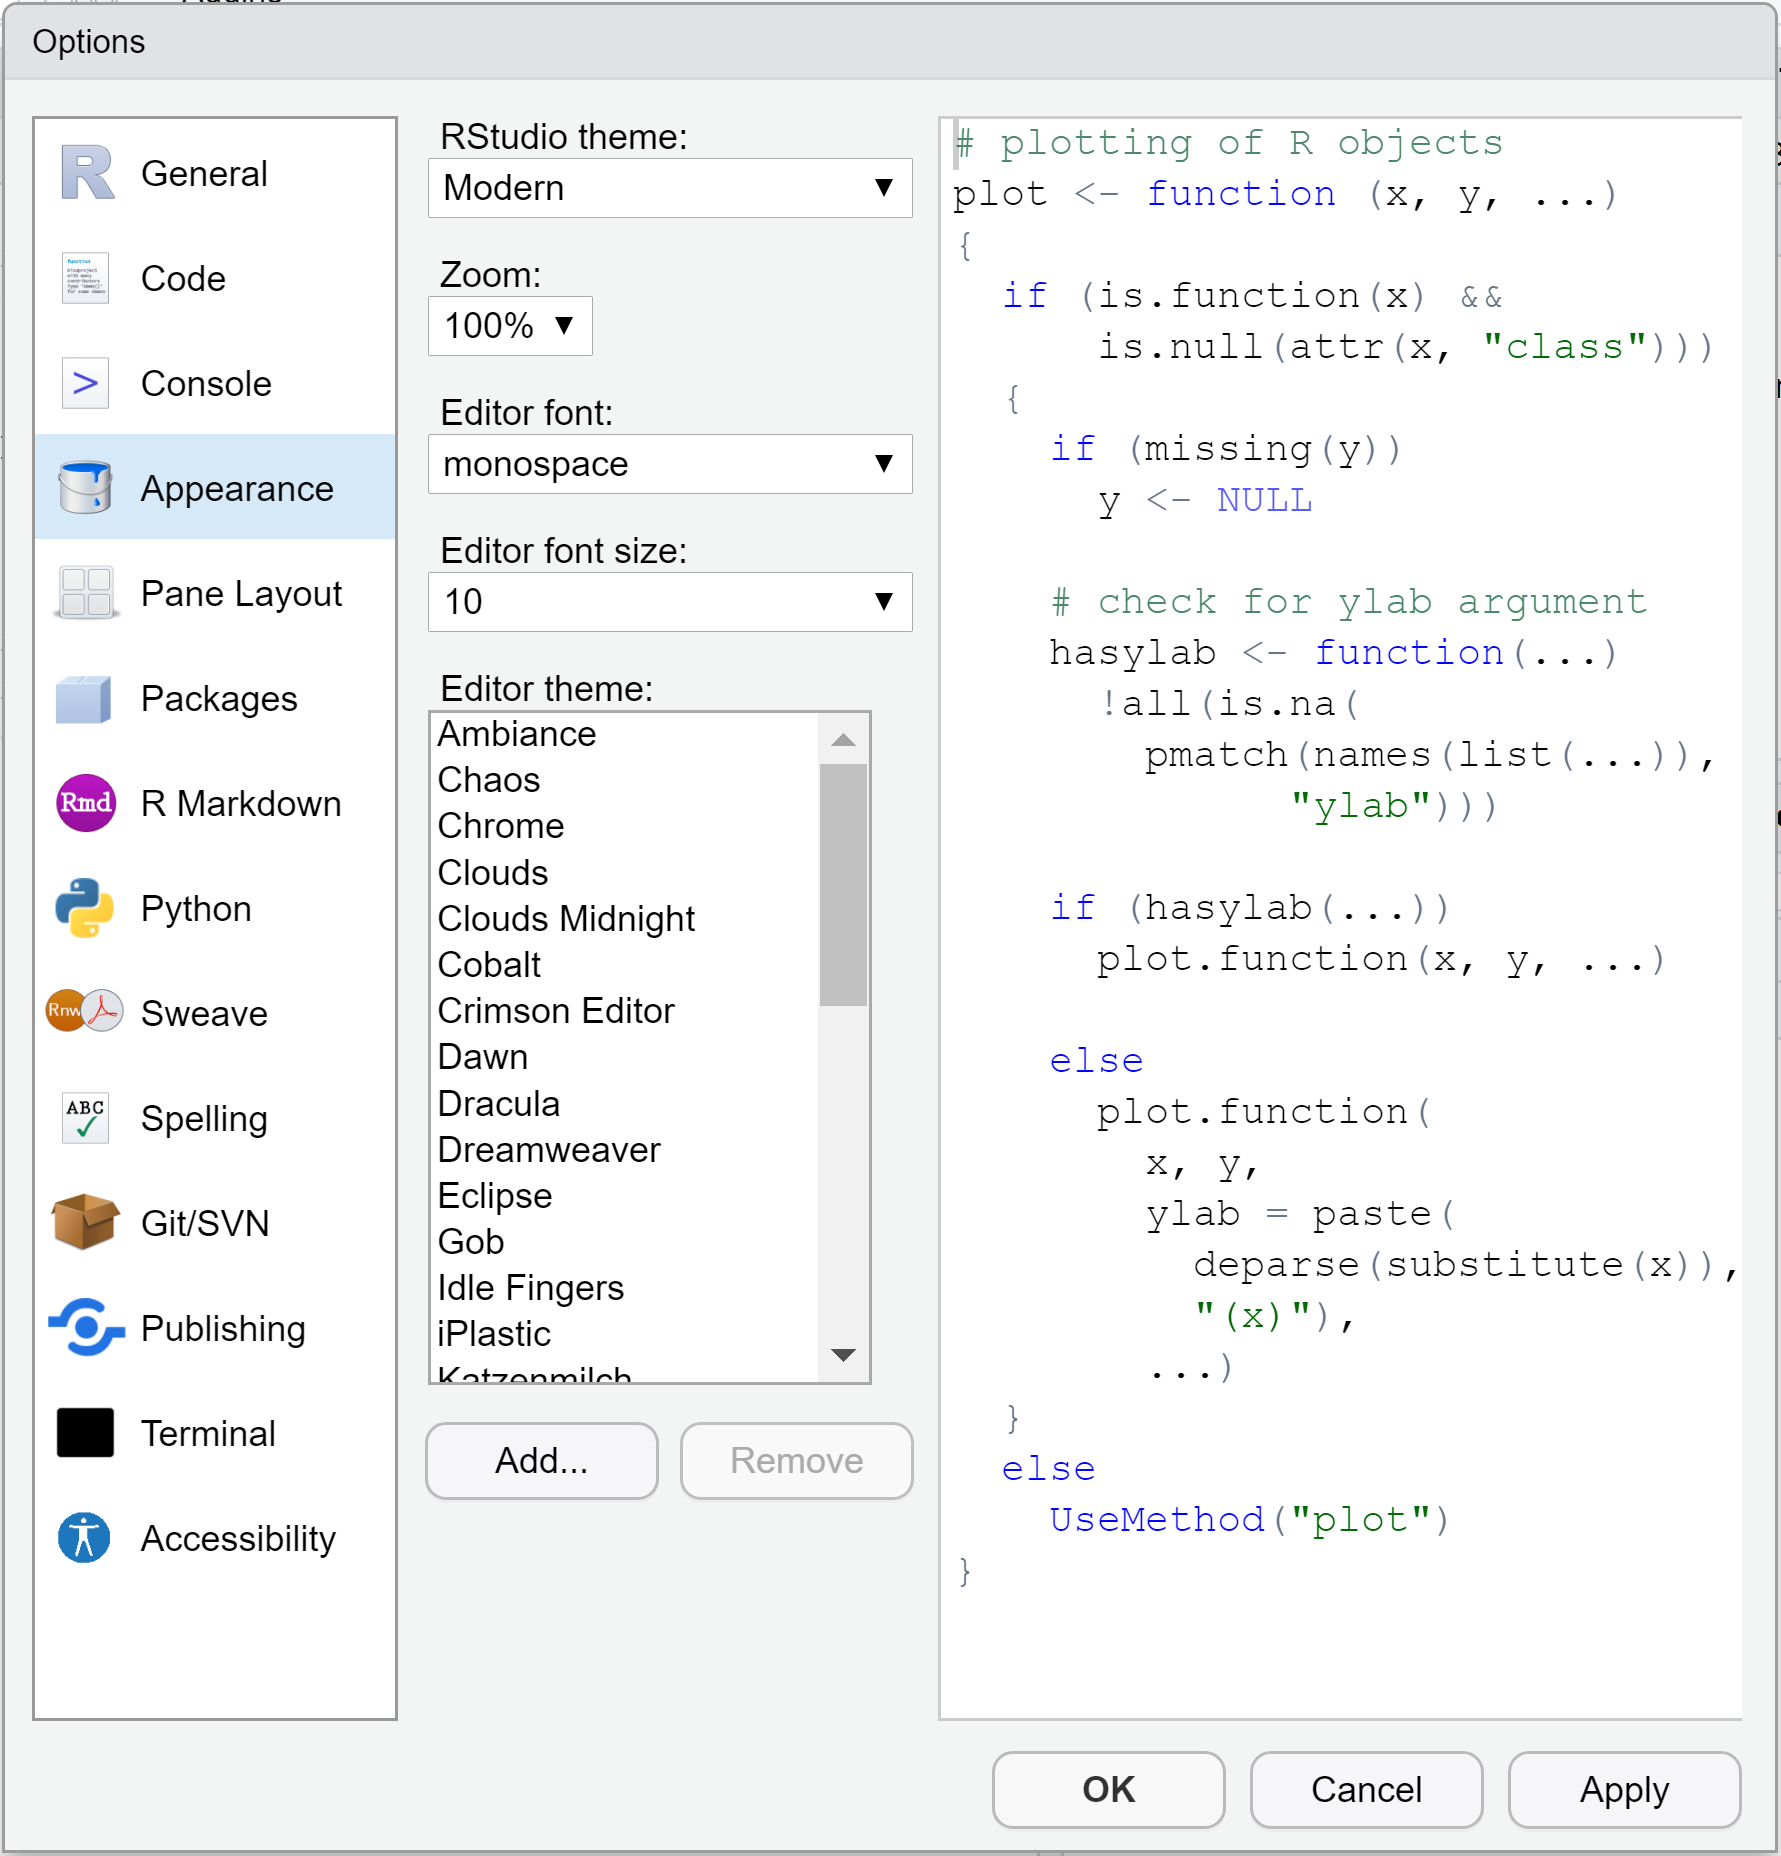 Options
General
Code
Console
Appearance
Pane Layout
Packages
Rmd
R Markdown
Python
Rnw
Sweave
ABC
Spelling
Git/SVN
Publishing
Terminal
Accessibility
RStudio theme:
Modern
Zoom:
100%
Editor font:
monospace
Editor font size:
10
Editor theme:
Ambiance
Chaos
Chrome
Clouds
Clouds Midnight
Cobalt
Crimson Editor
Dawn
Dracula
Dreamweaver
Eclipse
Gob
Idle Fingers
iPlastic
Katzenmilch
Add...
Remove
# plotting of R objects
plot <- function (x, y, ...)
{
  if (is.function(x) &&
      is.null(attr(x, "class")))
  {
    if (missing(y))
      y <- NULL
    # check for ylab argument
    hasylab <- function(...)
      !all(is.na(
        pmatch(names(list(...)),
              "ylab")))
    if (hasylab(...))
      plot.function(x, y, ...)
    else
      plot.function(
        x, y,
        ylab = paste(
          deparse(substitute(x)),
          "(x)"),
        ...)
  }
  else
    UseMethod("plot")
}
OK
Cancel
Apply